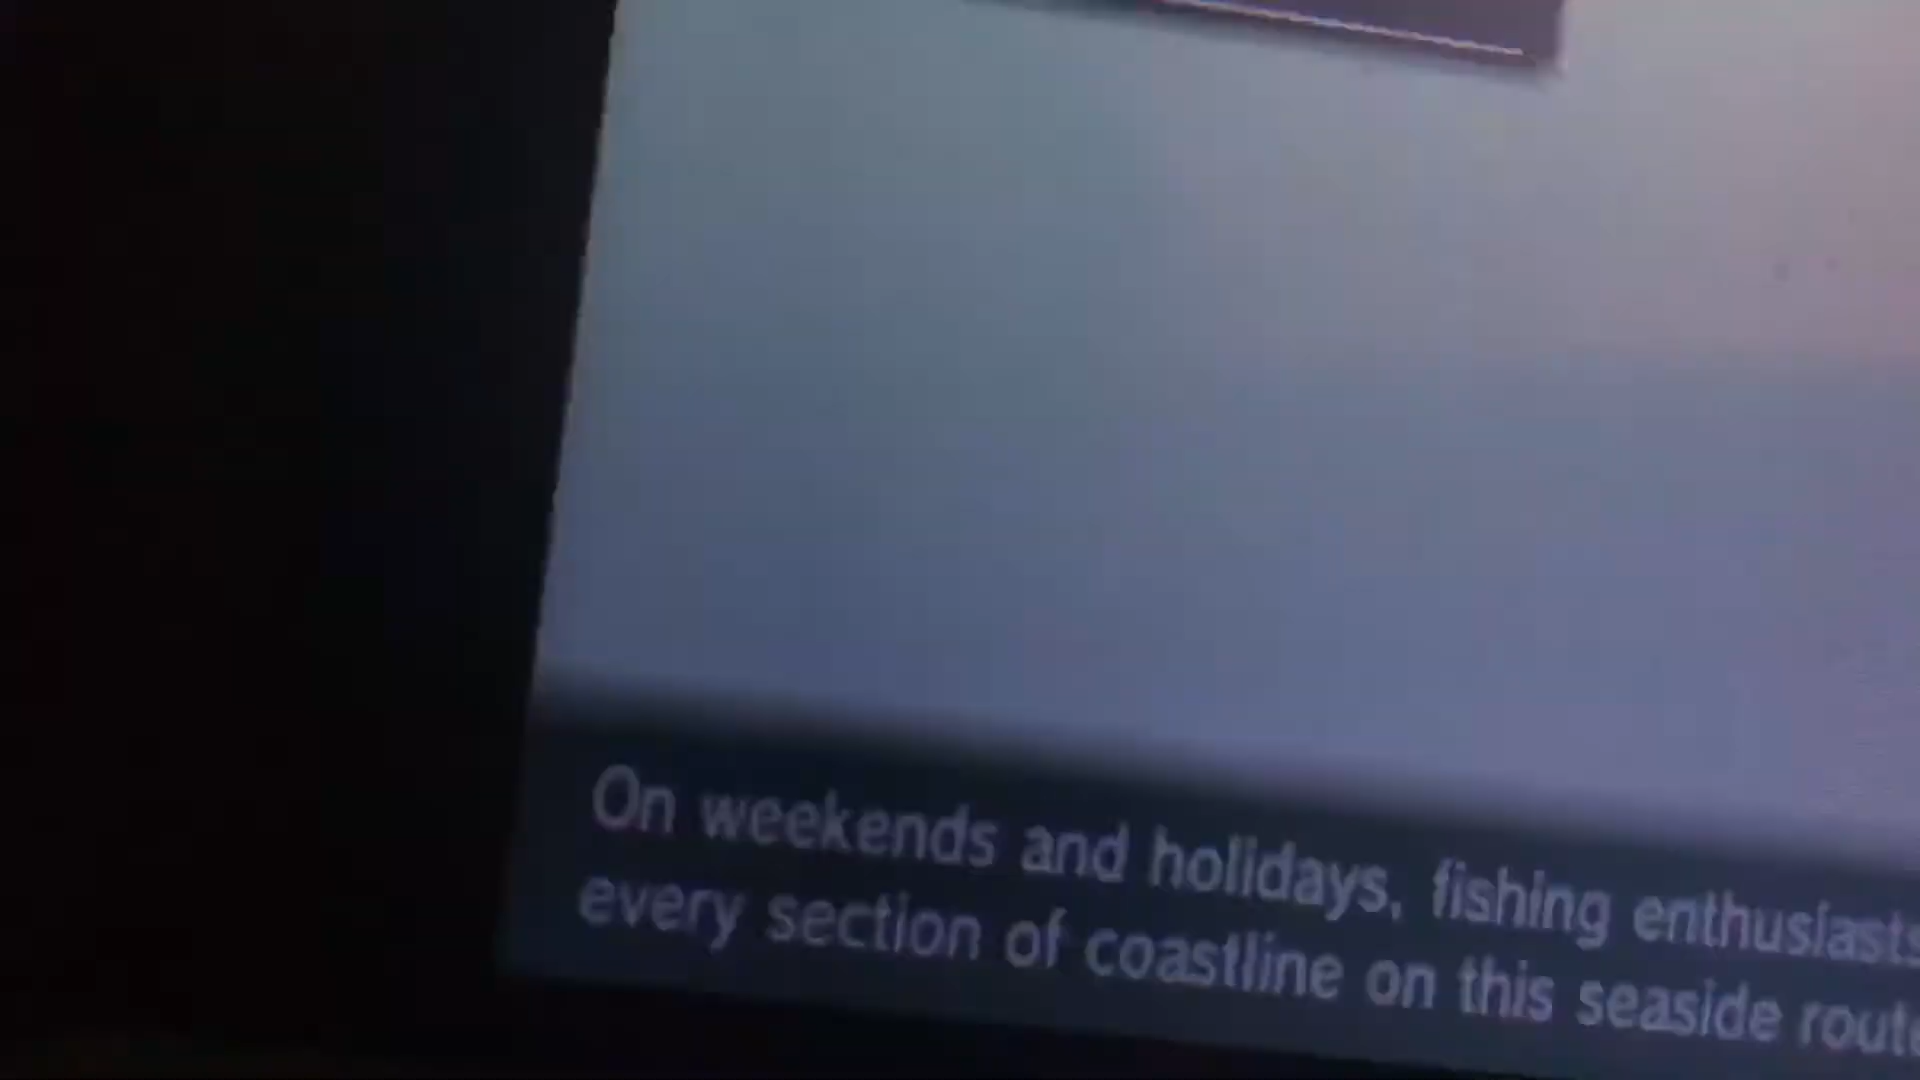 On weekends and holidays, fishing enthusiasts
every section of coastline on this seaside route